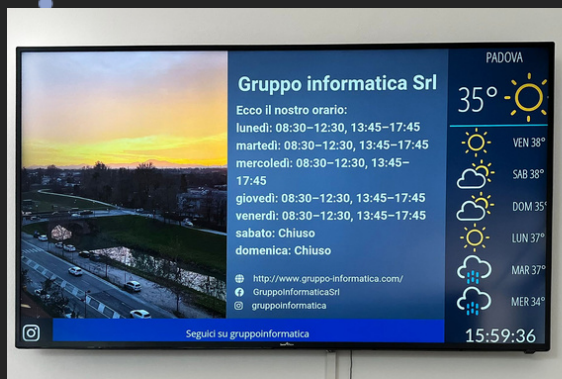 Gruppo informatica Srl
Ecco il nostro orario:
lunedì: 08:30–12:30, 13:45–17:45
martedì: 08:30–12:30, 13:45–17:45
mercoledì: 08:30–12:30, 13:45–
17:45
giovedì: 08:30–12:30, 13:45–17:45
venerdì: 08:30–12:30, 13:45–17:45
sabato: Chiuso
domenica: Chiuso
http://www.gruppo-informatica.com/
GruppoInformaticaSrl
gruppoinformatica
Seguici su gruppoinformatica
PADOVA
35°
VEN 38°
SAB 38°
DOM 35°
LUN 37°
MAR 37°
MER 34°
15:59:36